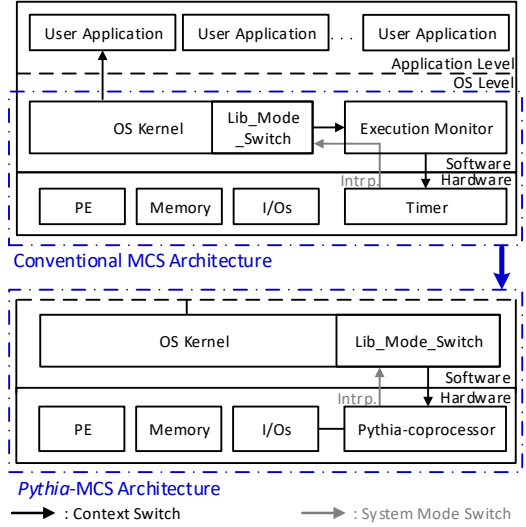 User Application User Application . . . User Application
Application Level
OS Level
OS Kernel
Lib_Mode
_Switch
Execution Monitor
Software
Intrp. Hardware
PE Memory I/Os Timer
Conventional MCS Architecture
OS Kernel Lib_Mode_Switch
Software
Intrp. Hardware
PE Memory I/Os Pythia-coprocessor
Pythia-MCS Architecture
: Context Switch : System Mode Switch